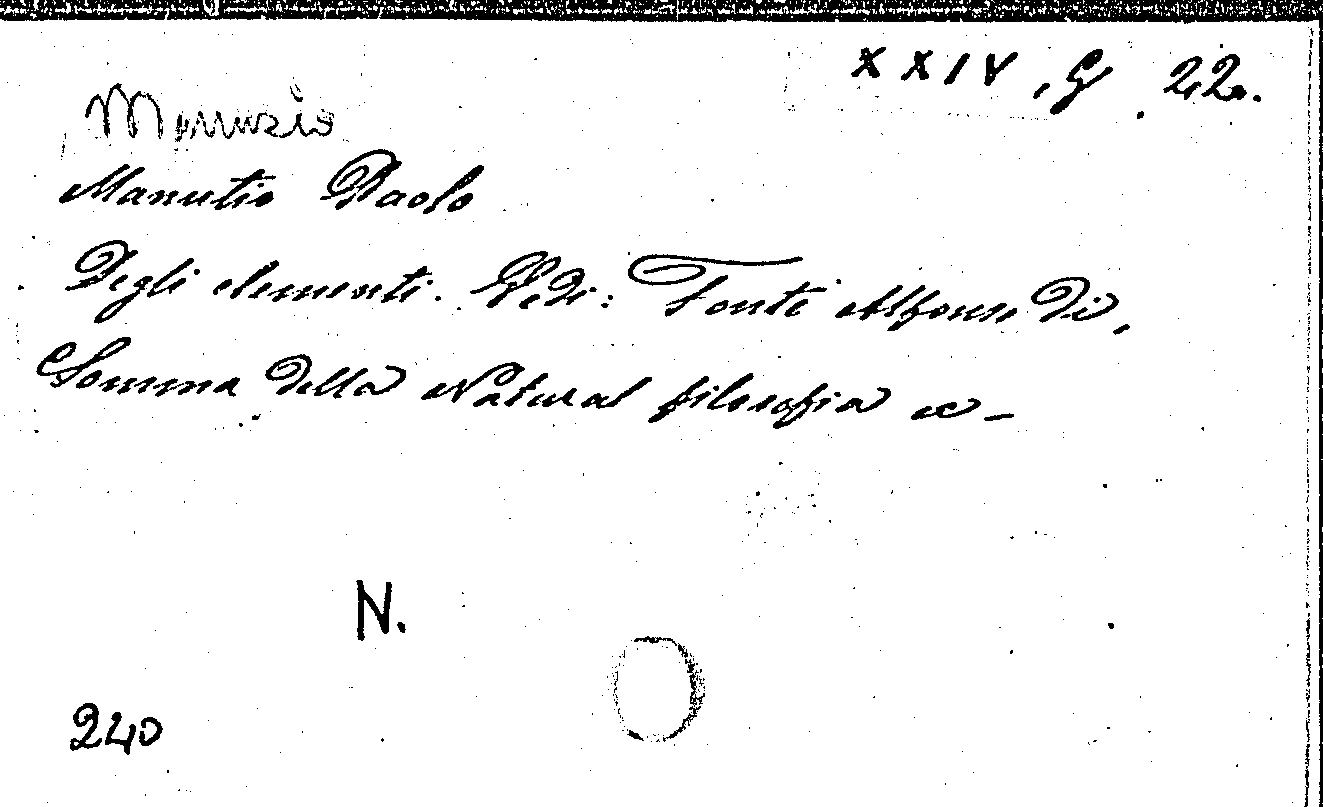 XXIV, G. 22.
Manuzio
Manutio Paolo
Degli elementi. Vedi: Fonte Alfonso di,
Somma della Natural filosofia ec-
N.
240